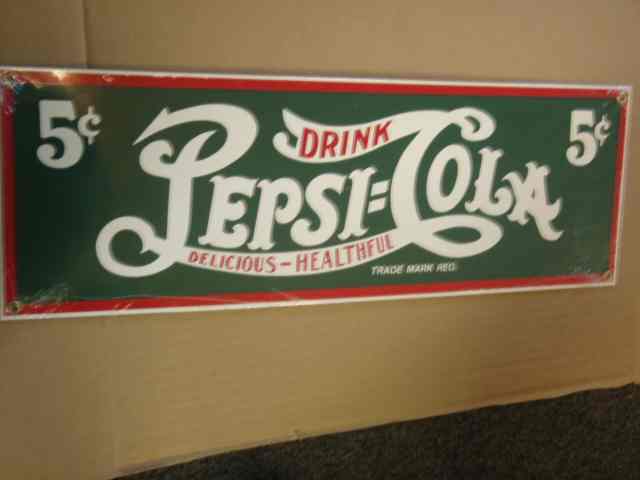 5¢ 5¢
DRINK
PEPSI=COLA
DELICIOUS-HEALTHFUL
TRADE MARK REG.